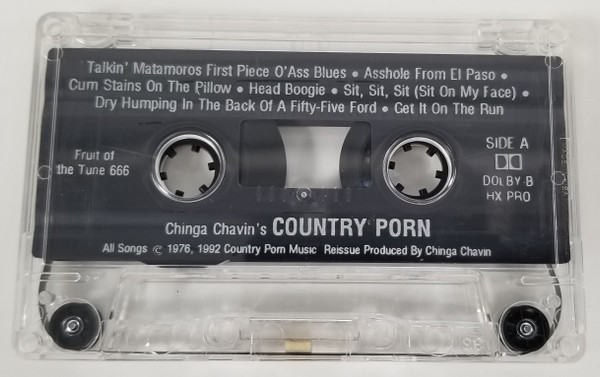 Talkin' Matamoros First Piece O'Ass Blues • Asshole From El Paso •
Cum Stains On The Pillow • Head Boogie • Sit, Sit, Sit (Sit On My Face) •
Dry Humping In The Back Of A Fifty-Five Ford • Get It On The Run
Fruit of
the Tune 666
SIDE A
DOLBY B
HX PRO
Chinga Chavin's COUNTRY PORN
All Songs © 1976, 1992 Country Porn Music Reissue Produced By Chinga Chavin